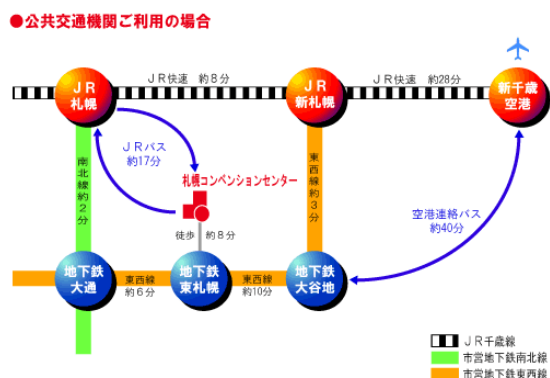 ●公共交通機関ご利用の場合
JR快速 約8分
JR快速 約28分
JR
札幌
JR
新札幌
新千歳
空港
JRバス
約17分
南北線約2分
札幌コンベンションセンター
東西線約3分
空港連絡バス
約40分
徒歩 約8分
地下鉄
大通
東西線
約6分
地下鉄
東札幌
東西線
約10分
地下鉄
大谷地
JR千歳線
市営地下鉄南北線
市営地下鉄東西線